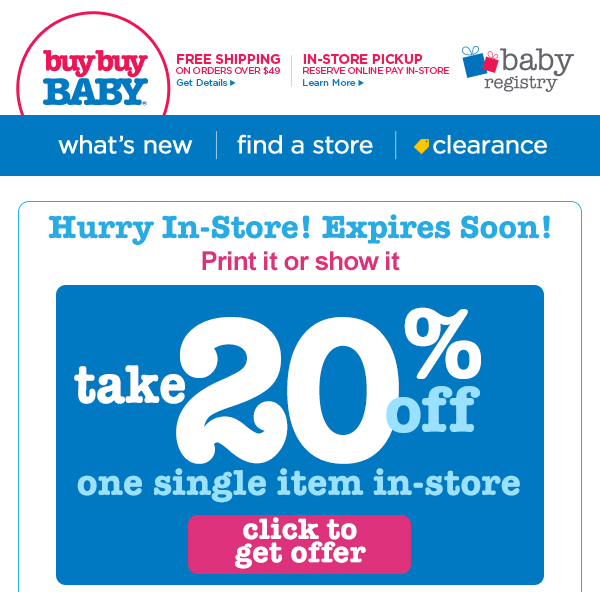 buy buy
BABY
FREE SHIPPING
ON ORDERS OVER $49
Get Details ▸
IN-STORE PICKUP
RESERVE ONLINE PAY IN-STORE
Learn More ▸
baby
registry
what's new
find a store
clearance
Hurry In-Store! Expires Soon!
Print it or show it
take 20% off
one single item in-store
click to
get offer